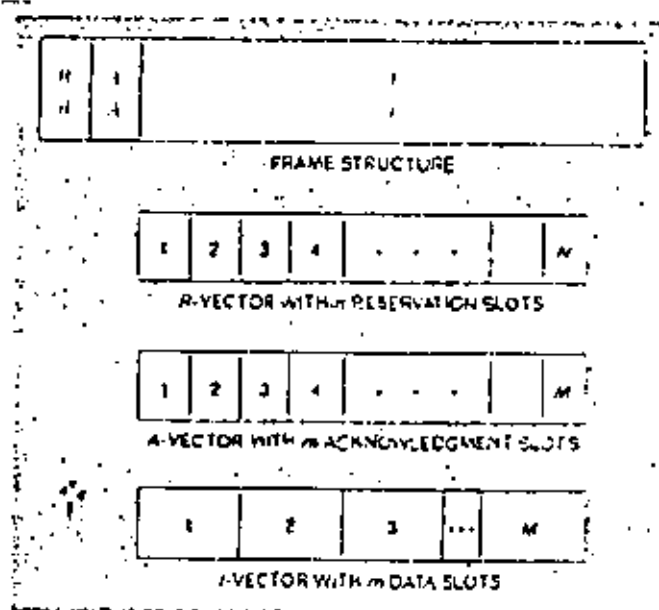 FRAME STRUCTURE
1 2 3 4 . . . N
R-VECTOR WITH RESERVATION SLOTS
1 2 3 4 . . . M
A-VECTOR WITH m ACKNOWLEDGMENT SLOTS
1 2 3 ... M
I-VECTOR WITH m DATA SLOTS